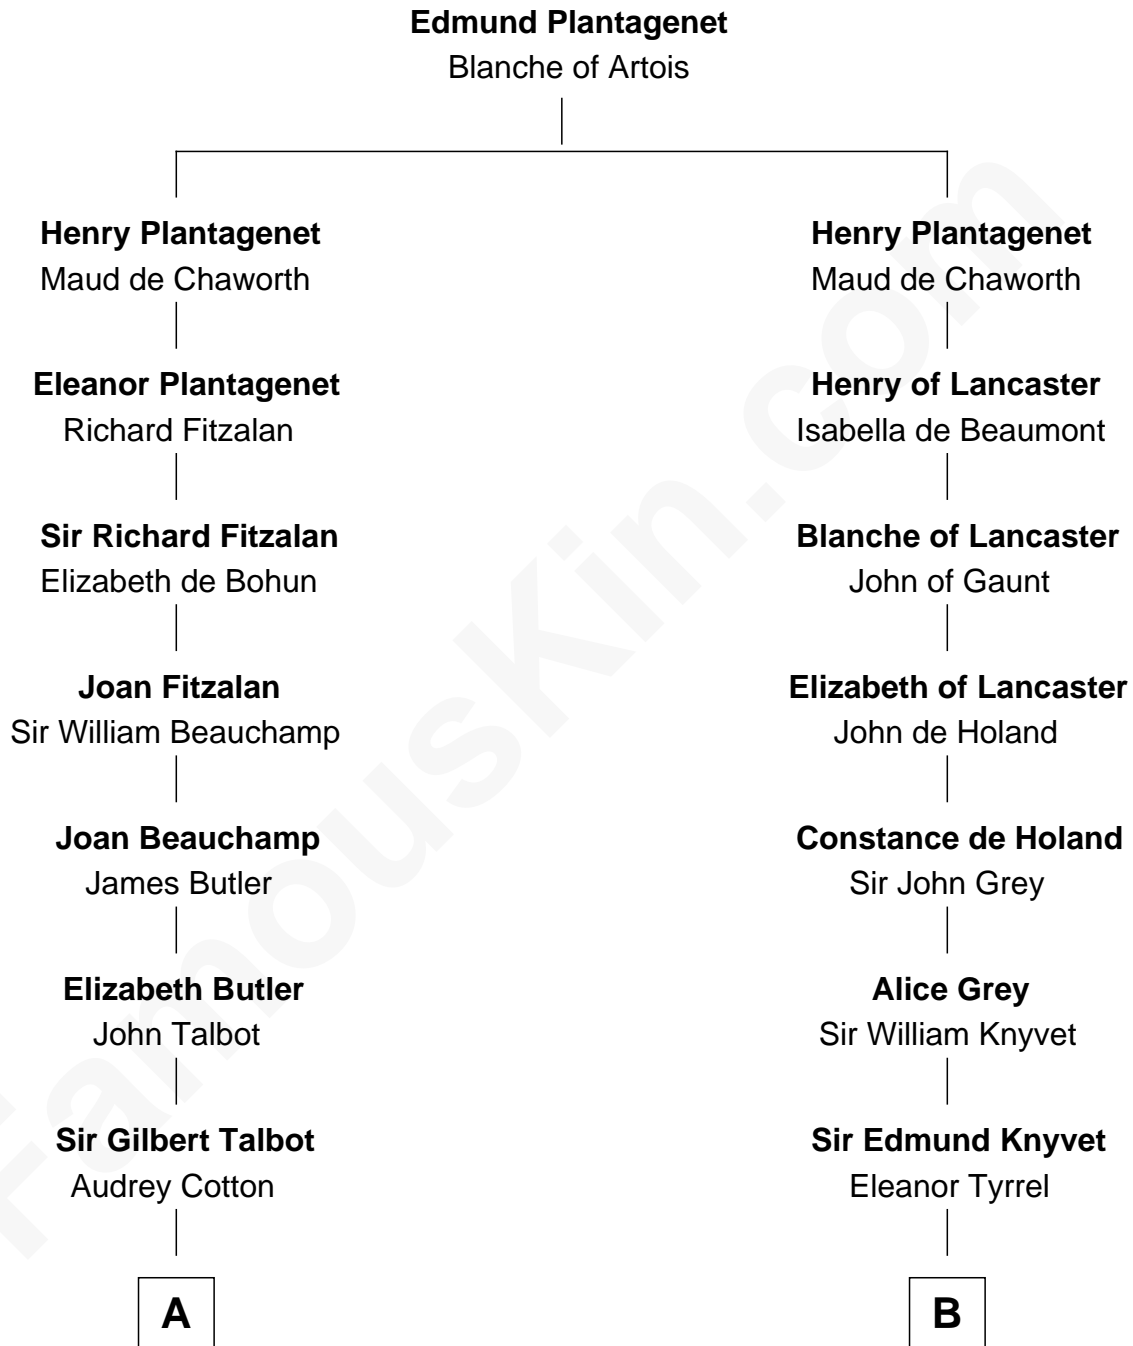 Edmund Plantagenet
Blanche of Artois
Henry Plantagenet
Maud de Chaworth
Henry Plantagenet
Maud de Chaworth
Eleanor Plantagenet
Richard Fitzalan
Henry of Lancaster
Isabella de Beaumont
Sir Richard Fitzalan
Elizabeth de Bohun
Blanche of Lancaster
John of Gaunt
Joan Fitzalan
Sir William Beauchamp
Elizabeth of Lancaster
John de Holand
Joan Beauchamp
James Butler
Constance de Holand
Sir John Grey
Elizabeth Butler
John Talbot
Alice Grey
Sir William Knyvet
Sir Gilbert Talbot
Audrey Cotton
Sir Edmund Knyvet
Eleanor Tyrrel
A
B
FamousKin.com